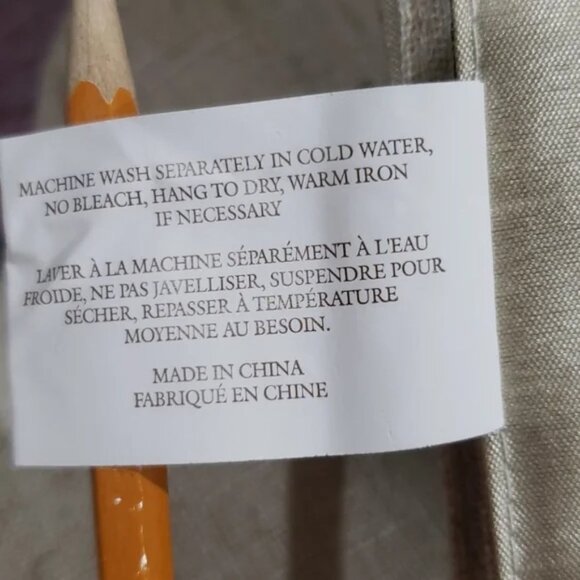 MACHINE WASH SEPARATELY IN COLD WATER,
NO BLEACH, HANG TO DRY, WARM IRON
IF NECESSARY
LAVER À LA MACHINE SÉPARÉMENT À L'EAU
FROIDE, NE PAS JAVELLISER, SUSPENDRE POUR
SÉCHER, REPASSER À TEMPÉRATURE
MOYENNE AU BESOIN.
MADE IN CHINA
FABRIQUÉ EN CHINE